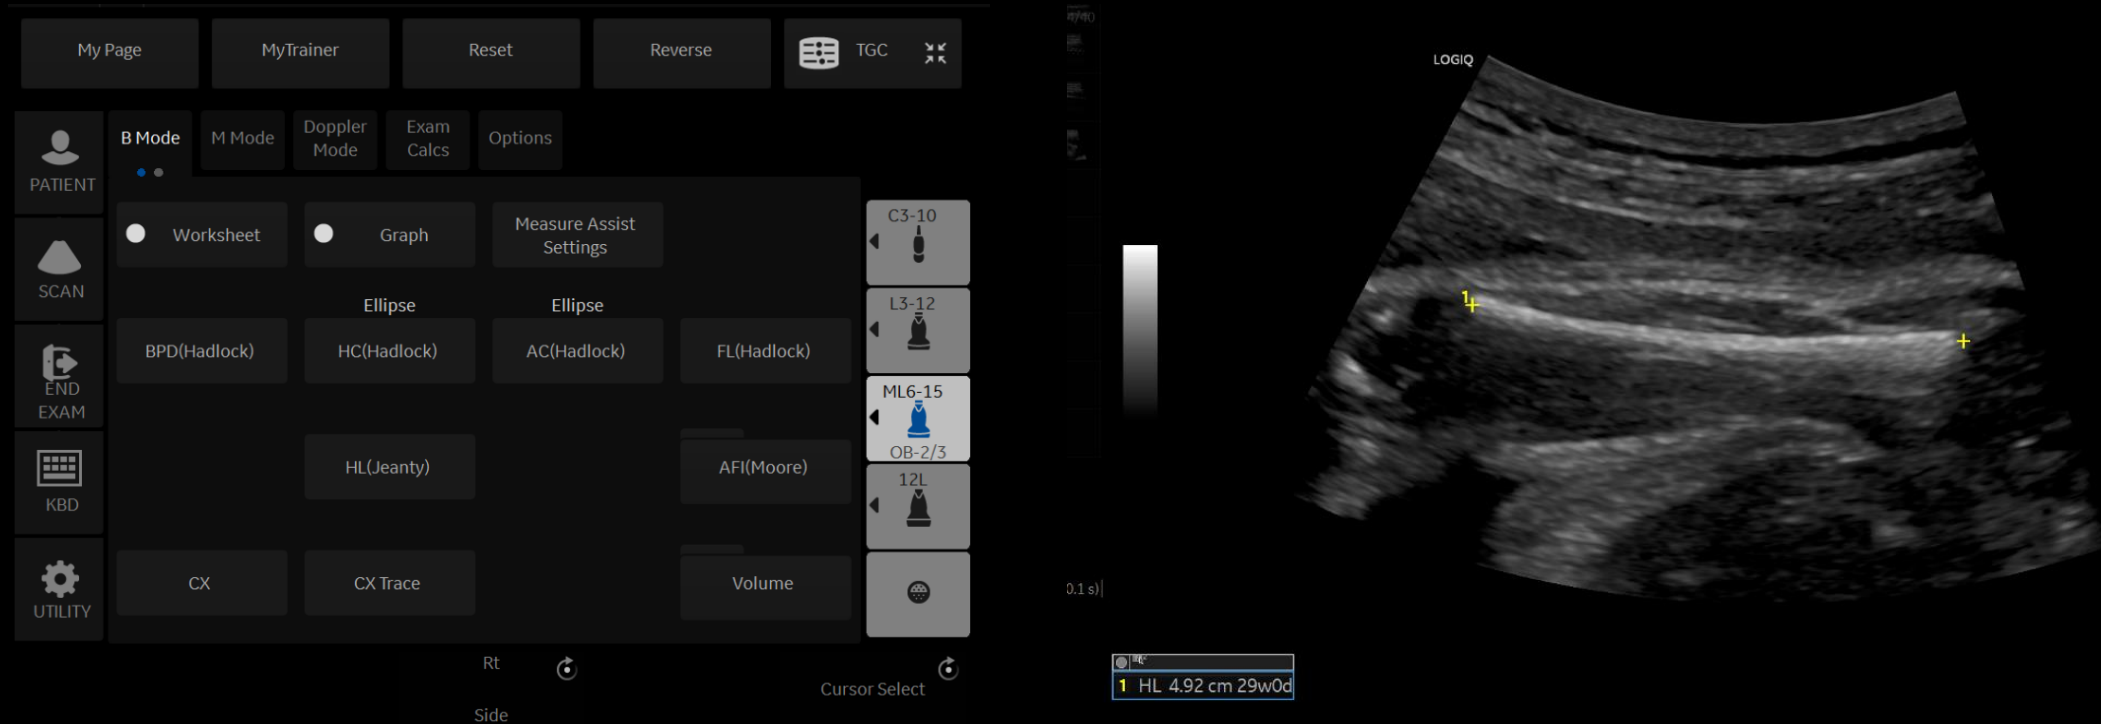 My Page
MyTrainer
Reset
Reverse
TGC
PATIENT
SCAN
END
EXAM
KBD
UTILITY
B Mode
M Mode
Doppler
Mode
Exam
Calcs
Options
Worksheet
Graph
Measure Assist
Settings
Ellipse
Ellipse
BPD(Hadlock)
HC(Hadlock)
AC(Hadlock)
FL(Hadlock)
HL(Jeanty)
AFI(Moore)
CX
CX Trace
Volume
C3-10
L3-12
ML6-15
OB-2/3
12L
Rt
Side
Cursor Select
LOGIQ
1
0.1 s)
1 HL 4.92 cm 29w0d